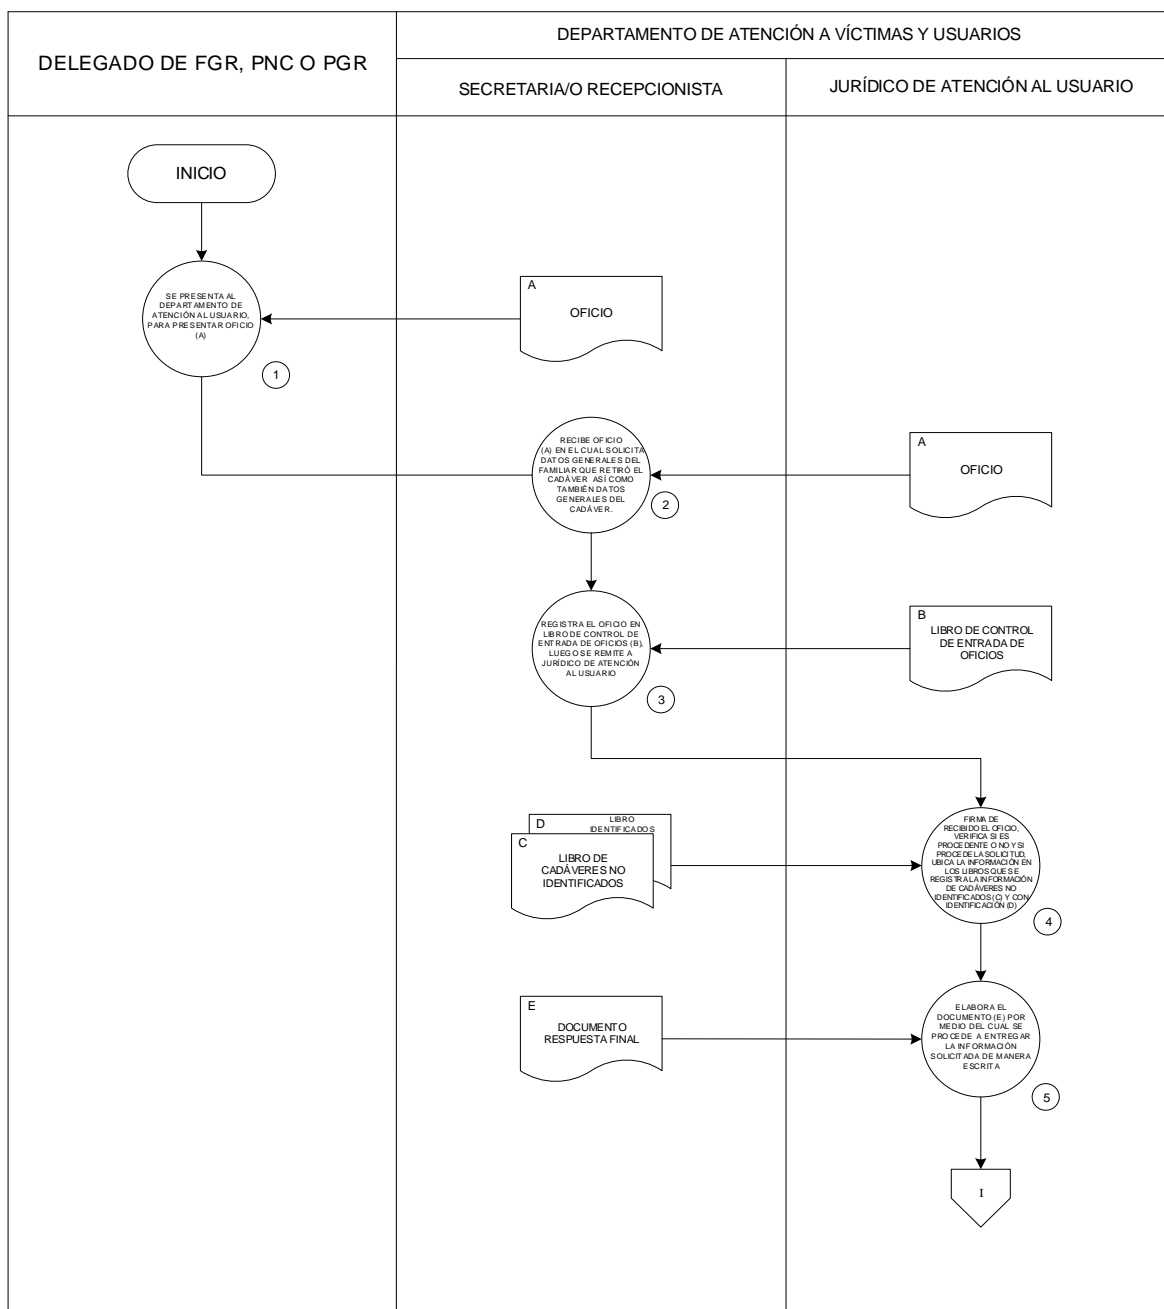 DELEGADO DE FGR, PNC O PGR
DEPARTAMENTO DE ATENCIÓN A VÍCTIMAS Y USUARIOS
SECRETARIA/O RECEPCIONISTA
JURÍDICO DE ATENCIÓN AL USUARIO
INICIO
SE PRESENTA AL
DEPARTAMENTO DE
ATENCIÓN AL USUARIO,
PARA PRESENTAR OFICIO
(A)
1
A
OFICIO
RECIBE OFICIO
(A) EN EL CUAL SOLICITA
DATOS GENERALES DEL
FAMILIAR QUE RETIRÓ EL
CADÁVER ASÍ COMO
TAMBIÉN DATOS
GENERALES DEL
CADÁVER.
2
A
OFICIO
REGISTRA EL OFICIO EN
LIBRO DE CONTROL DE
ENTRADA DE OFICIOS (B),
LUEGO SE REMITE A
JURÍDICO DE ATENCIÓN
AL USUARIO
3
B
LIBRO DE CONTROL
DE ENTRADA DE
OFICIOS
D
LIBRO
IDENTIFICADOS
C
LIBRO DE
CADÁVERES NO
IDENTIFICADOS
FIRMA DE
RECIBIDO EL OFICIO,
VERIFICA SI ES
PROCEDENTE O NO Y SI
PROCEDE LA SOLICITUD,
UBICA LA INFORMACIÓN EN
LOS LIBROS QUE SE
REGISTRA LA INFORMACIÓN
DE CADÁVERES NO
IDENTIFICADOS (C) Y CON
IDENTIFICACIÓN (D)
4
E
DOCUMENTO
RESPUESTA FINAL
ELABORA EL
DOCUMENTO (E) POR
MEDIO DEL CUAL SE
PROCEDE A ENTREGAR
LA INFORMACIÓN
SOLICITADA DE MANERA
ESCRITA
5
I